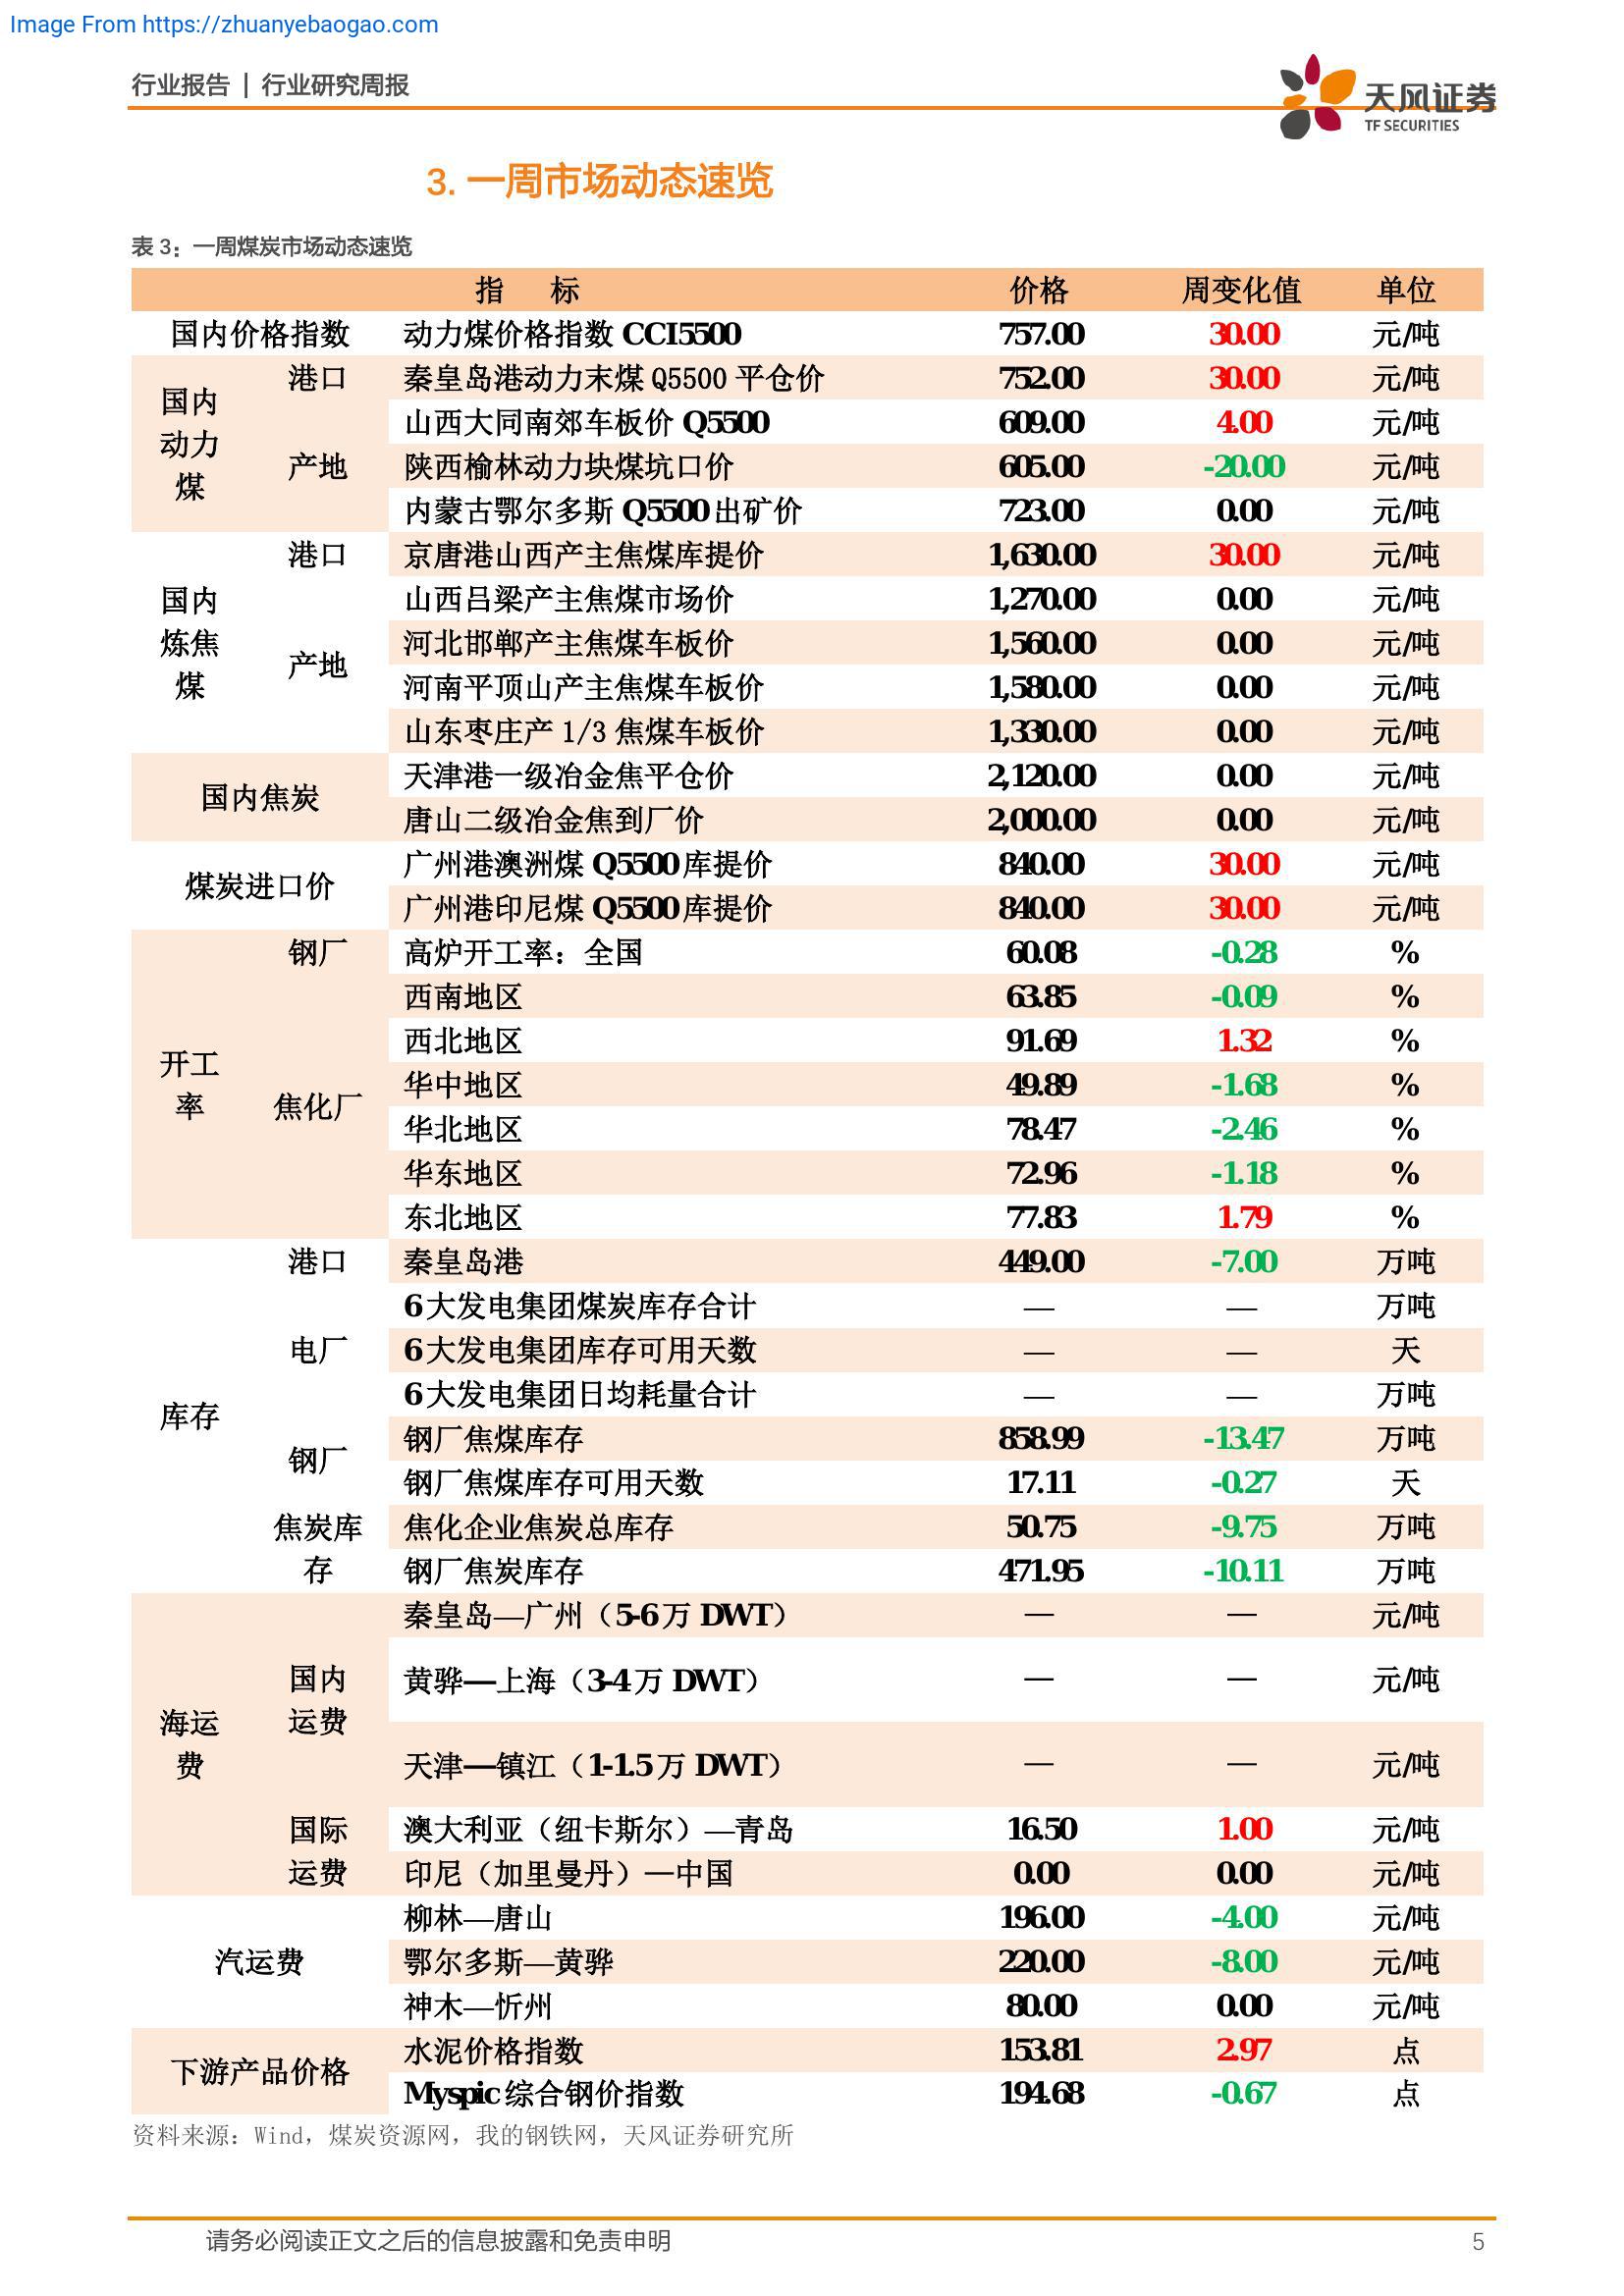 Image From https://zhuanyebaogao.com
行业报告 | 行业研究周报
天风证券
TF SECURITIES
3. 一周市场动态速览
表 3：一周煤炭市场动态速览
指 标 价格 周变化值 单位
国内价格指数 动力煤价格指数 CCI5500 757.00 30.00 元/吨
国内动力煤 港口 秦皇岛港动力末煤 Q5500 平仓价 752.00 30.00 元/吨
产地 山西大同南郊车板价 Q5500 609.00 4.00 元/吨
陕西榆林动力块煤坑口价 605.00 -20.00 元/吨
内蒙古鄂尔多斯 Q5500 出矿价 723.00 0.00 元/吨
国内炼焦煤 港口 京唐港山西产主焦煤库提价 1,630.00 30.00 元/吨
产地 山西吕梁产主焦煤市场价 1,270.00 0.00 元/吨
河北邯郸产主焦煤车板价 1,560.00 0.00 元/吨
河南平顶山产主焦煤车板价 1,580.00 0.00 元/吨
山东枣庄产 1/3 焦煤车板价 1,330.00 0.00 元/吨
国内焦炭 天津港一级冶金焦平仓价 2,120.00 0.00 元/吨
唐山二级冶金焦到厂价 2,000.00 0.00 元/吨
煤炭进口价 广州港澳洲煤 Q5500 库提价 840.00 30.00 元/吨
广州港印尼煤 Q5500 库提价 840.00 30.00 元/吨
开工率 钢厂 高炉开工率：全国 60.08 -0.28 %
焦化厂 西南地区 63.85 -0.09 %
西北地区 91.69 1.32 %
华中地区 49.89 -1.68 %
华北地区 78.47 -2.46 %
华东地区 72.96 -1.18 %
东北地区 77.83 1.79 %
库存 港口 秦皇岛港 449.00 -7.00 万吨
电厂 6 大发电集团煤炭库存合计 — — 万吨
6 大发电集团库存可用天数 — — 天
6 大发电集团日均耗量合计 — — 万吨
钢厂 钢厂焦煤库存 858.99 -13.47 万吨
钢厂焦煤库存可用天数 17.11 -0.27 天
焦炭库存 焦化企业焦炭总库存 50.75 -9.75 万吨
钢厂焦炭库存 471.95 -10.11 万吨
海运费 国内运费 秦皇岛—广州（5-6 万 DWT） — — 元/吨
黄骅—上海（3-4 万 DWT） — — 元/吨
天津—镇江（1-1.5 万 DWT） — — 元/吨
国际运费 澳大利亚（纽卡斯尔）—青岛 16.50 1.00 元/吨
印尼（加里曼丹）—中国 0.00 0.00 元/吨
汽运费 柳林—唐山 196.00 -4.00 元/吨
鄂尔多斯—黄骅 220.00 -8.00 元/吨
神木—忻州 80.00 0.00 元/吨
下游产品价格 水泥价格指数 153.81 2.97 点
Myspic 综合钢价指数 194.68 -0.67 点
资料来源：Wind，煤炭资源网，我的钢铁网，天风证券研究所
请务必阅读正文之后的信息披露和免责申明 5